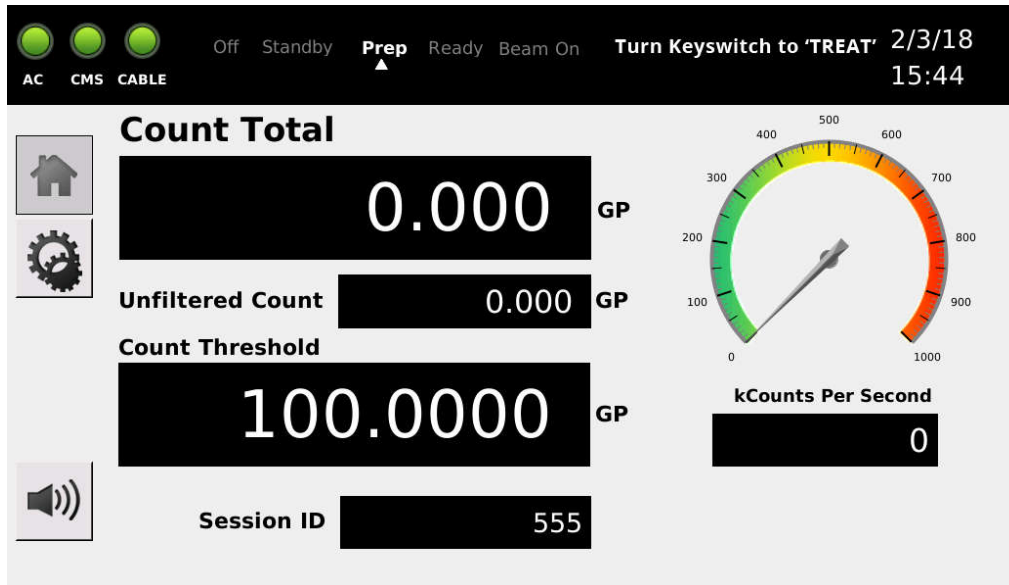 Off Standby Prep Ready Beam On Turn Keyswitch to ‘TREAT’ 2/3/18
15:44
AC CMS CABLE
Count Total
0.000 GP
Unfiltered Count 0.000 GP
Count Threshold
100.0000 GP
Session ID 555
0
100
200
300
400
500
600
700
800
900
1000
kCounts Per Second
0